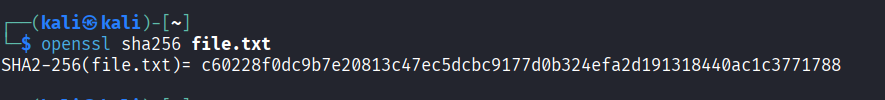 ┌──(kali㉿kali)-[~]
└─$ openssl sha256 file.txt
SHA2-256(file.txt)= c60228f0dc9b7e20813c47ec5dcbc9177d0b324efa2d191318440ac1c3771788